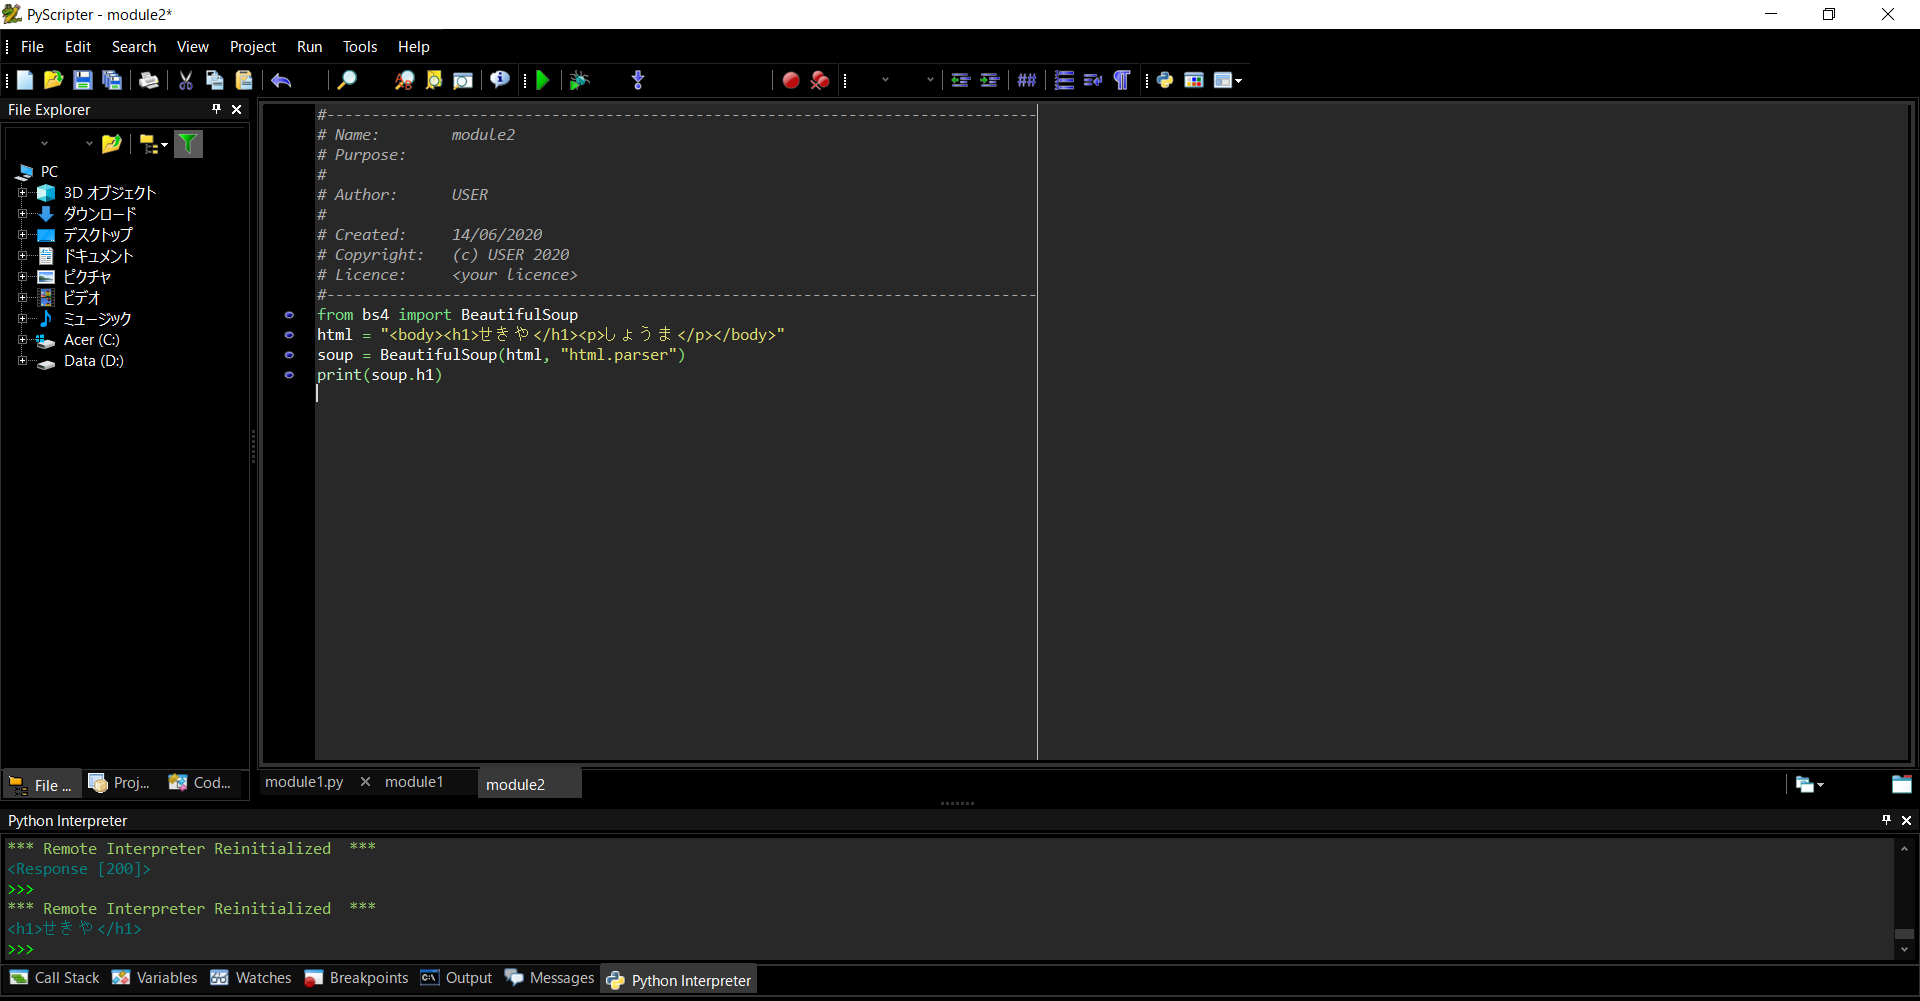 PyScripter - module2*
File Edit Search View Project Run Tools Help
File Explorer
PC
3D オブジェクト
ダウンロード
デスクトップ
ドキュメント
ピクチャ
ビデオ
ミュージック
Acer (C:)
Data (D:)
File ... Proj... Cod...
#-------------------------------------------------------------------------------
# Name:        module2
# Purpose:
#
# Author:      USER
#
# Created:     14/06/2020
# Copyright:   (c) USER 2020
# Licence:     <your licence>
#-------------------------------------------------------------------------------
from bs4 import BeautifulSoup
html = "<body><h1>せきや</h1><p>しょうま</p></body>"
soup = BeautifulSoup(html, "html.parser")
print(soup.h1)
module1.py module1 module2
Python Interpreter
*** Remote Interpreter Reinitialized  ***
<Response [200]>
>>>
*** Remote Interpreter Reinitialized  ***
<h1>せきや</h1>
>>>
Call Stack Variables Watches Breakpoints Output Messages Python Interpreter